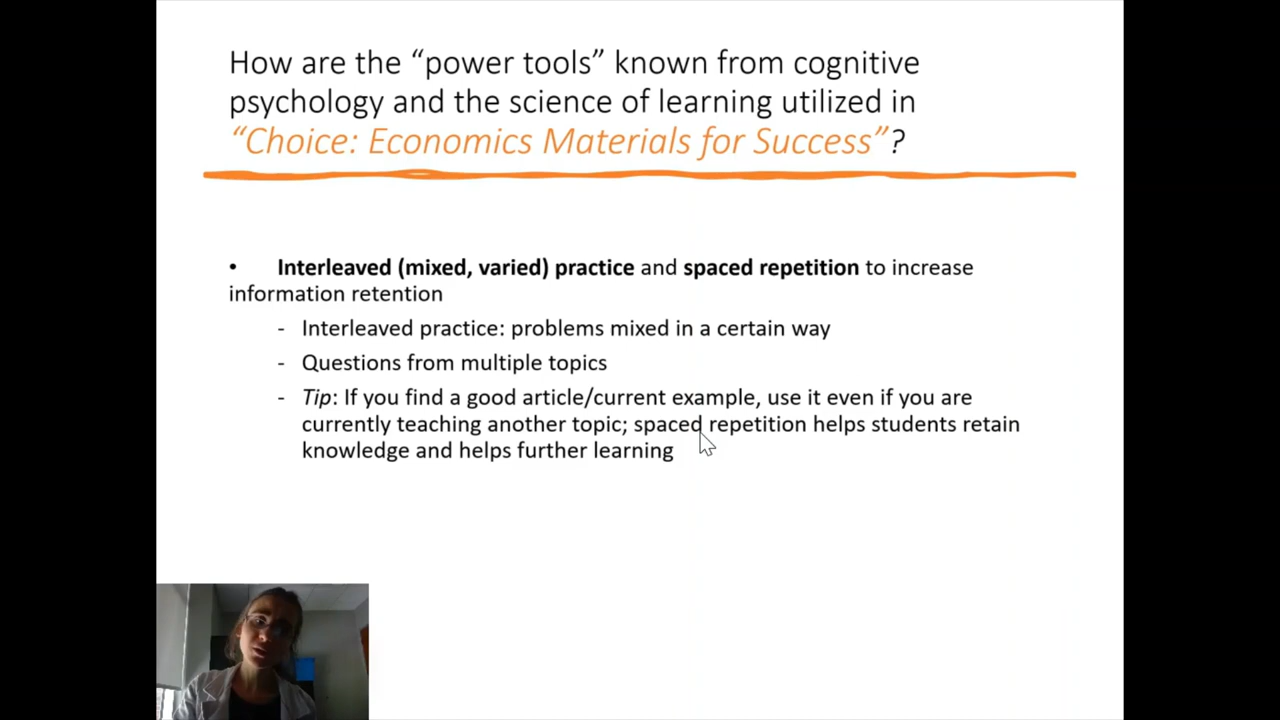 How are the “power tools” known from cognitive
psychology and the science of learning utilized in
“Choice: Economics Materials for Success”?
• Interleaved (mixed, varied) practice and spaced repetition to increase
information retention
- Interleaved practice: problems mixed in a certain way
- Questions from multiple topics
- Tip: If you find a good article/current example, use it even if you are
currently teaching another topic; spaced repetition helps students retain
knowledge and helps further learning